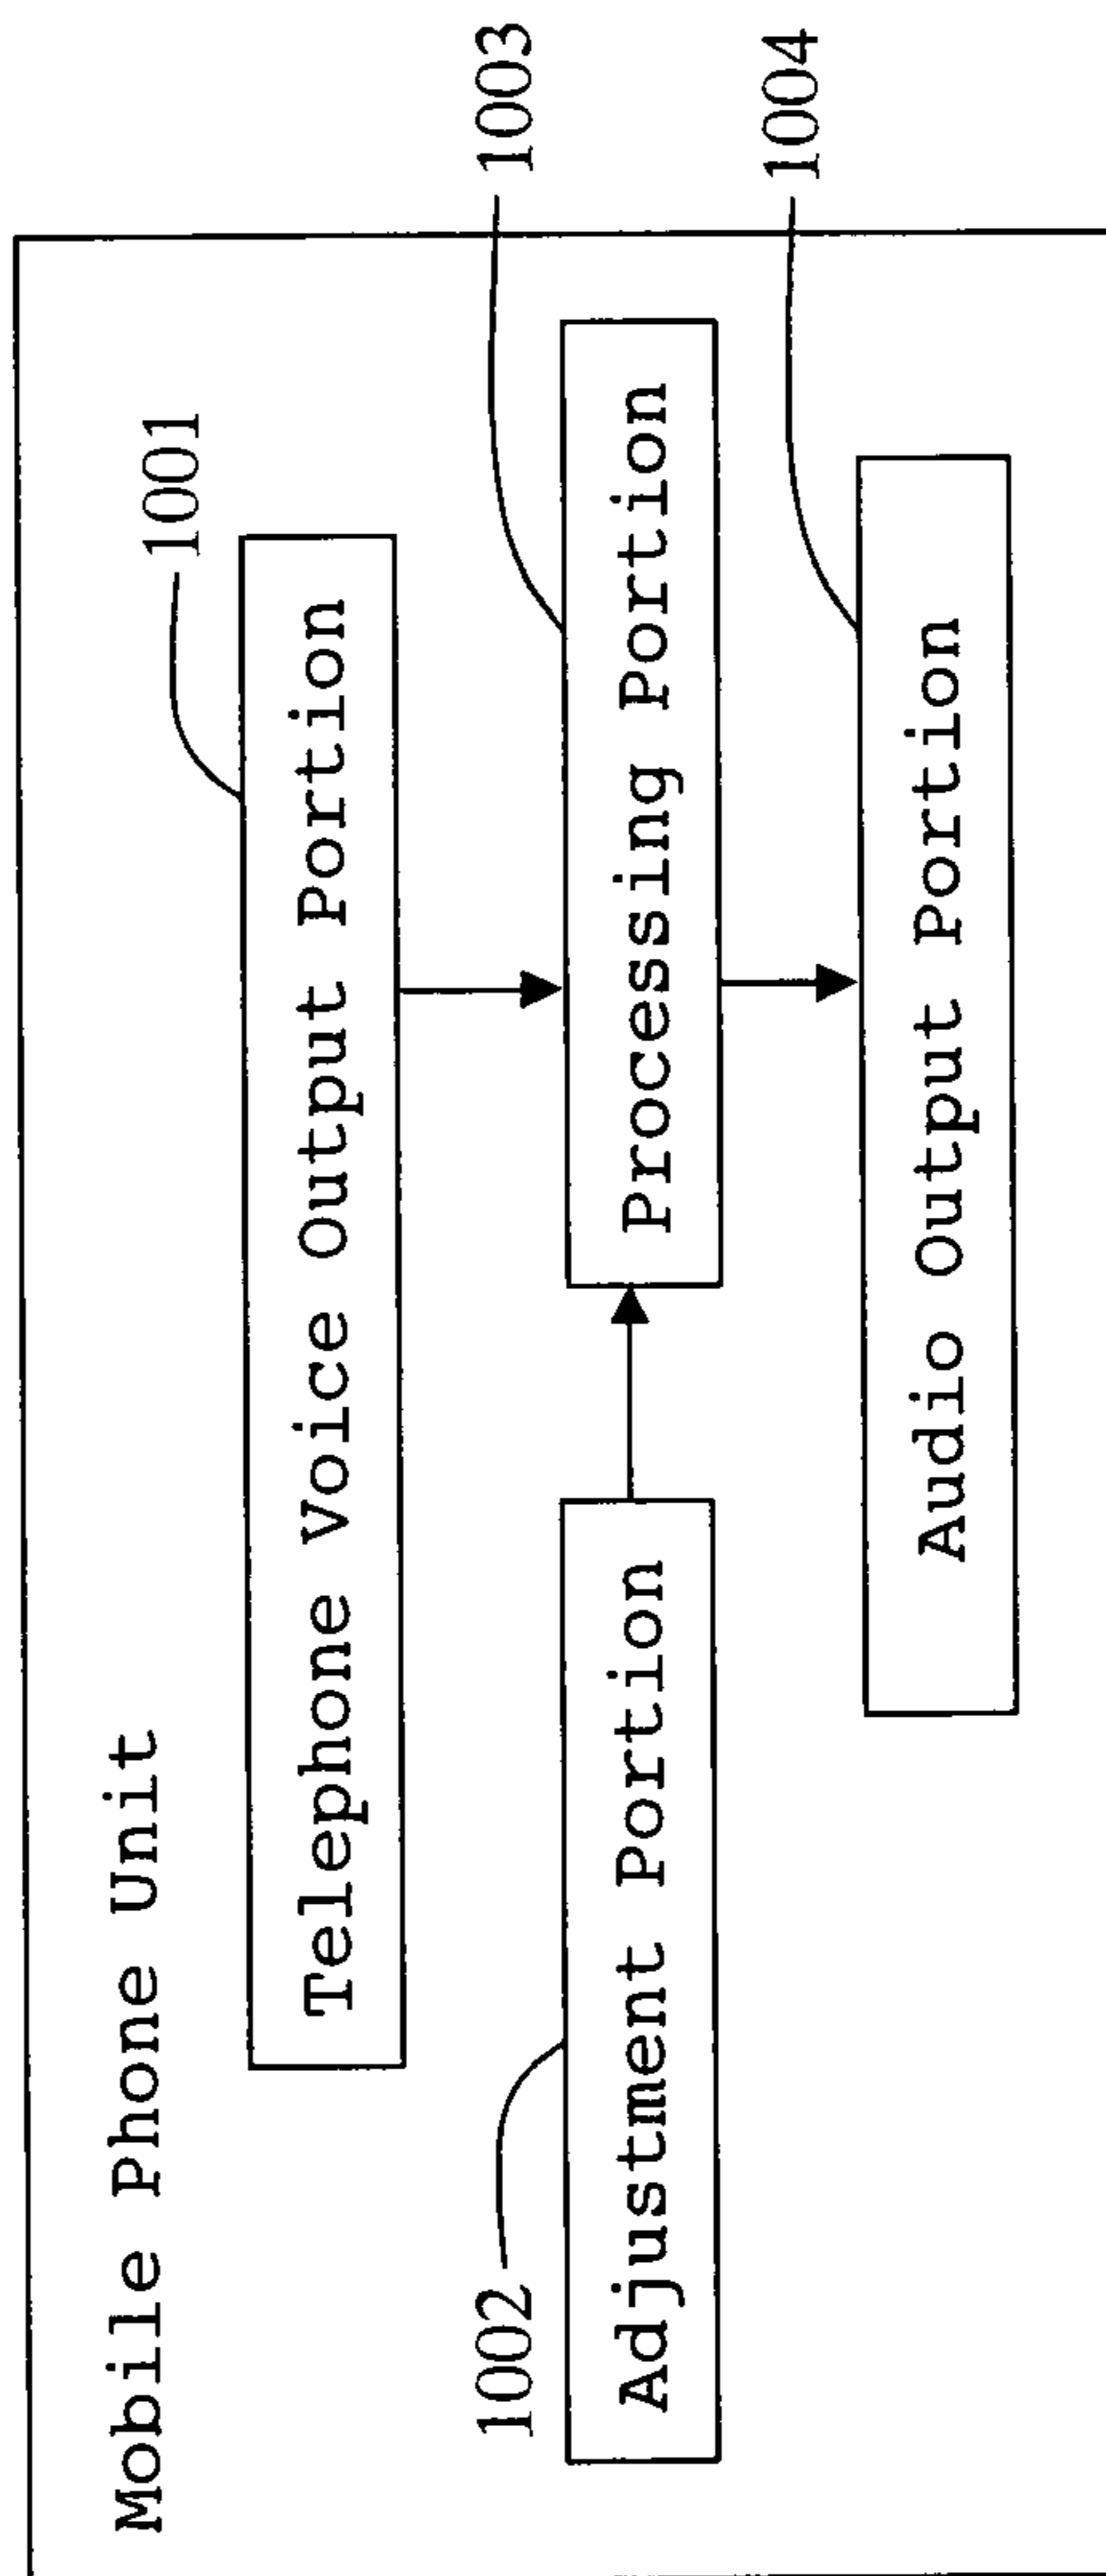 Mobile Phone Unit
1001
Telephone Voice Output Portion
1002
Adjustment Portion
1003
Processing Portion
1004
Audio Output Portion